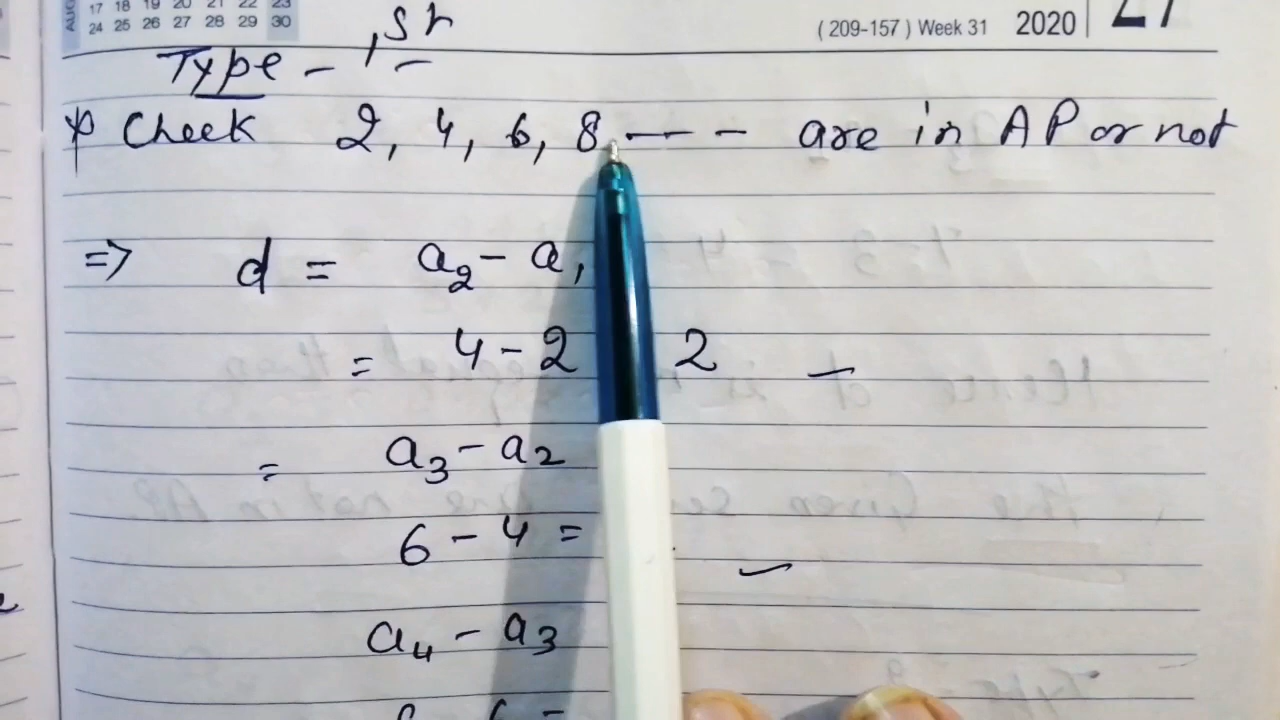 AUG 17 18 19 20 21 22 23
24 25 26 27 28 29 30
(209-157) Week 31 2020 27
Type - 1st
* Check 2, 4, 6, 8, --- are in AP or not
=> d = a2 - a1
= 4 - 2 2
= a3 - a2
6 - 4 =
a4 - a3